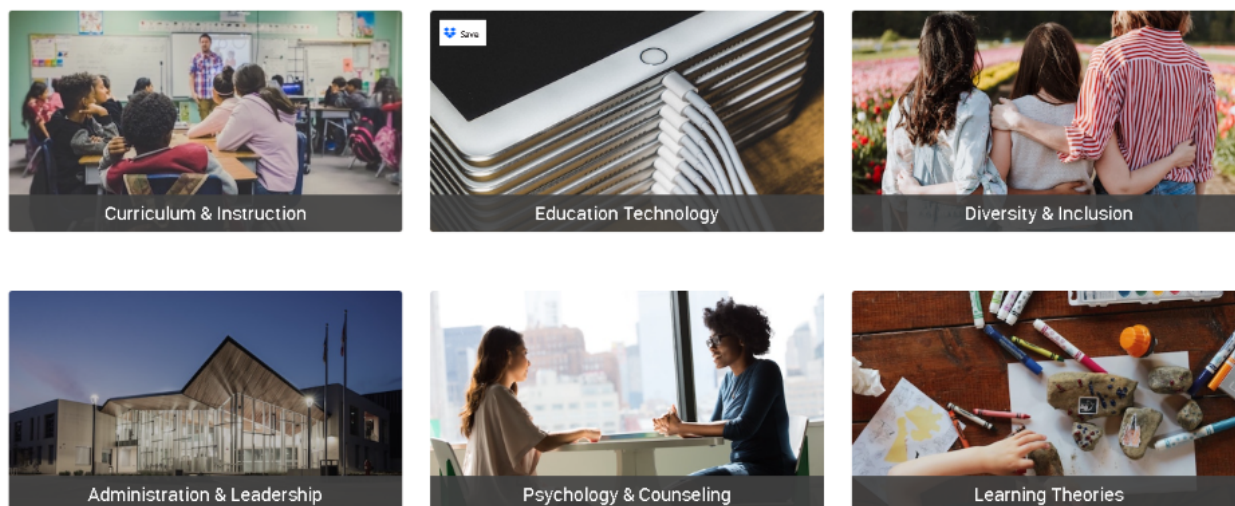 Save
Curriculum & Instruction
Education Technology
Diversity & Inclusion
Administration & Leadership
Psychology & Counseling
Learning Theories